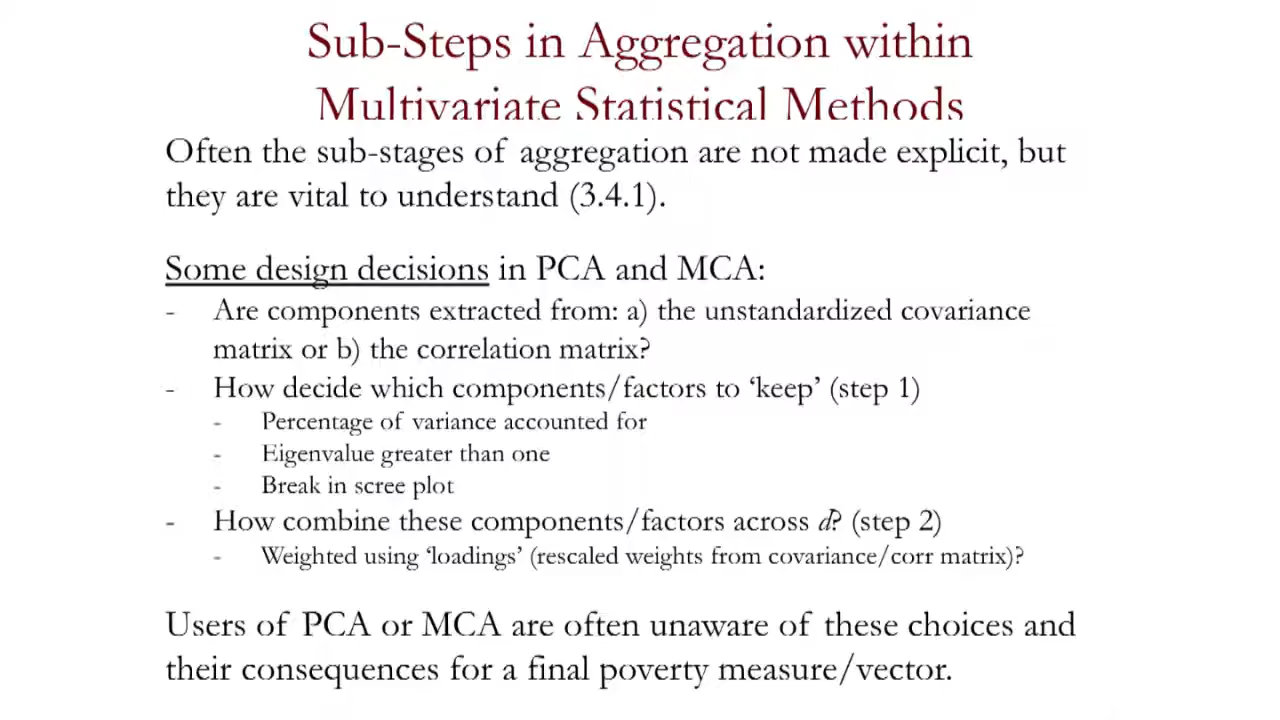 Sub-Steps in Aggregation within
Multivariate Statistical Methods
Often the sub-stages of aggregation are not made explicit, but
they are vital to understand (3.4.1).
Some design decisions in PCA and MCA:
- Are components extracted from: a) the unstandardized covariance
matrix or b) the correlation matrix?
- How decide which components/factors to ‘keep’ (step 1)
- Percentage of variance accounted for
- Eigenvalue greater than one
- Break in scree plot
- How combine these components/factors across d? (step 2)
- Weighted using ‘loadings’ (rescaled weights from covariance/corr matrix)?
Users of PCA or MCA are often unaware of these choices and
their consequences for a final poverty measure/vector.